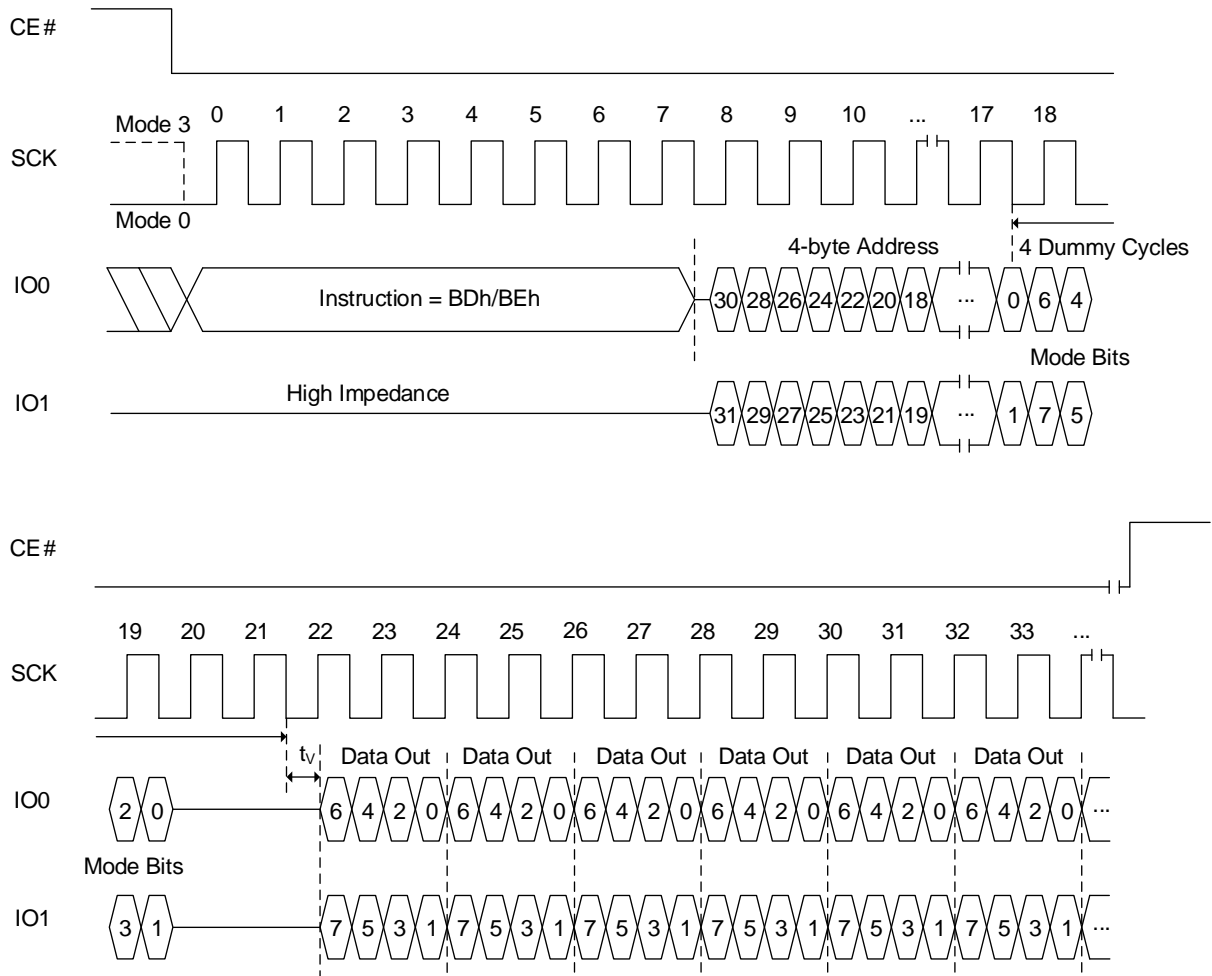 CE#
0 1 2 3 4 5 6 7 8 9 10 ... 17 18
Mode 3
SCK
Mode 0
4-byte Address 4 Dummy Cycles
IO0 Instruction = BDh/BEh 30 28 26 24 22 20 18 ... 0 6 4
Mode Bits
IO1 High Impedance 31 29 27 25 23 21 19 ... 1 7 5
CE#
19 20 21 22 23 24 25 26 27 28 29 30 31 32 33 ...
SCK
tV Data Out Data Out Data Out Data Out Data Out Data Out
IO0 2 0 6 4 2 0 6 4 2 0 6 4 2 0 6 4 2 0 6 4 2 0 6 4 2 0 ...
Mode Bits
IO1 3 1 7 5 3 1 7 5 3 1 7 5 3 1 7 5 3 1 7 5 3 1 7 5 3 1 ...